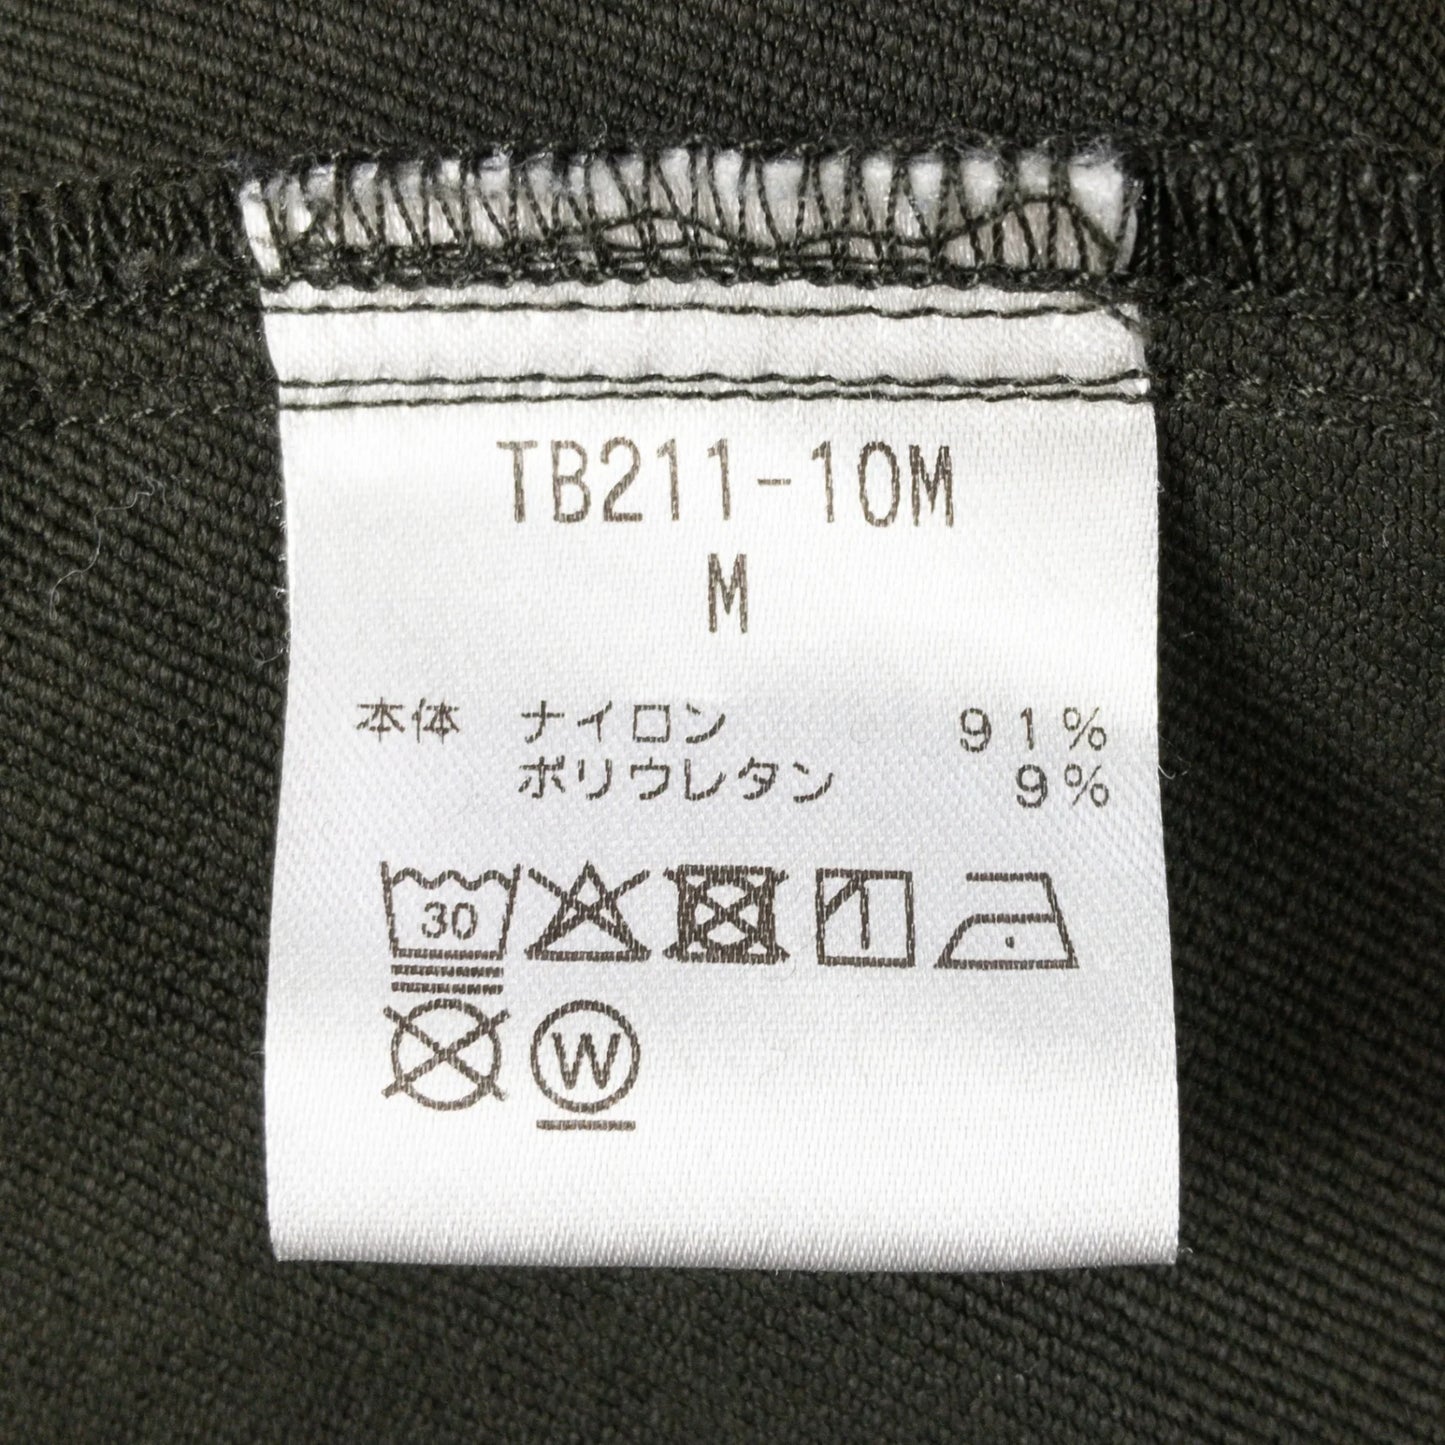 TB211-10M
M
本体 ナイロン 91%
ポリウレタン 9%
30
W